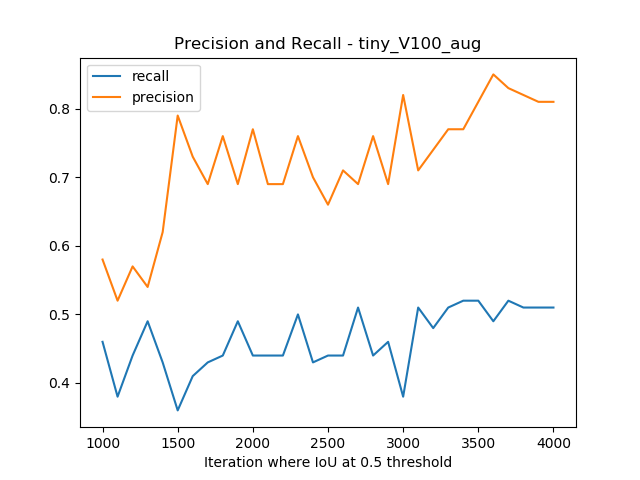 Precision and Recall - tiny_V100_aug
recall
precision
0.8
0.7
0.6
0.5
0.4
1000 1500 2000 2500 3000 3500 4000
Iteration where IoU at 0.5 threshold